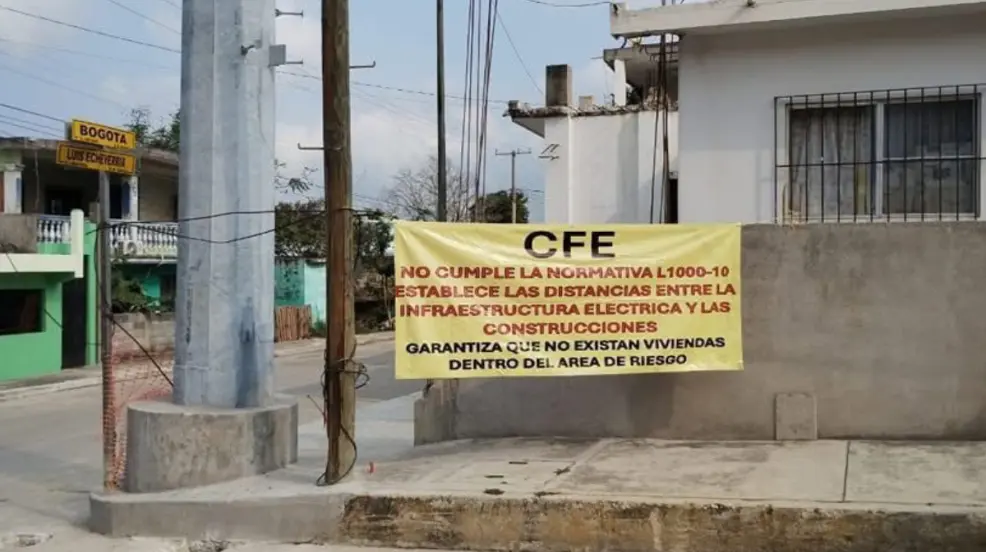 BOGOTA
LUIS ECHEVERRIA
CFE
NO CUMPLE LA NORMATIVA L1000-10
ESTABLECE LAS DISTANCIAS ENTRE LA
INFRAESTRUCTURA ELECTRICA Y LAS
CONSTRUCCIONES
GARANTIZA QUE NO EXISTAN VIVIENDAS
DENTRO DEL AREA DE RIESGO